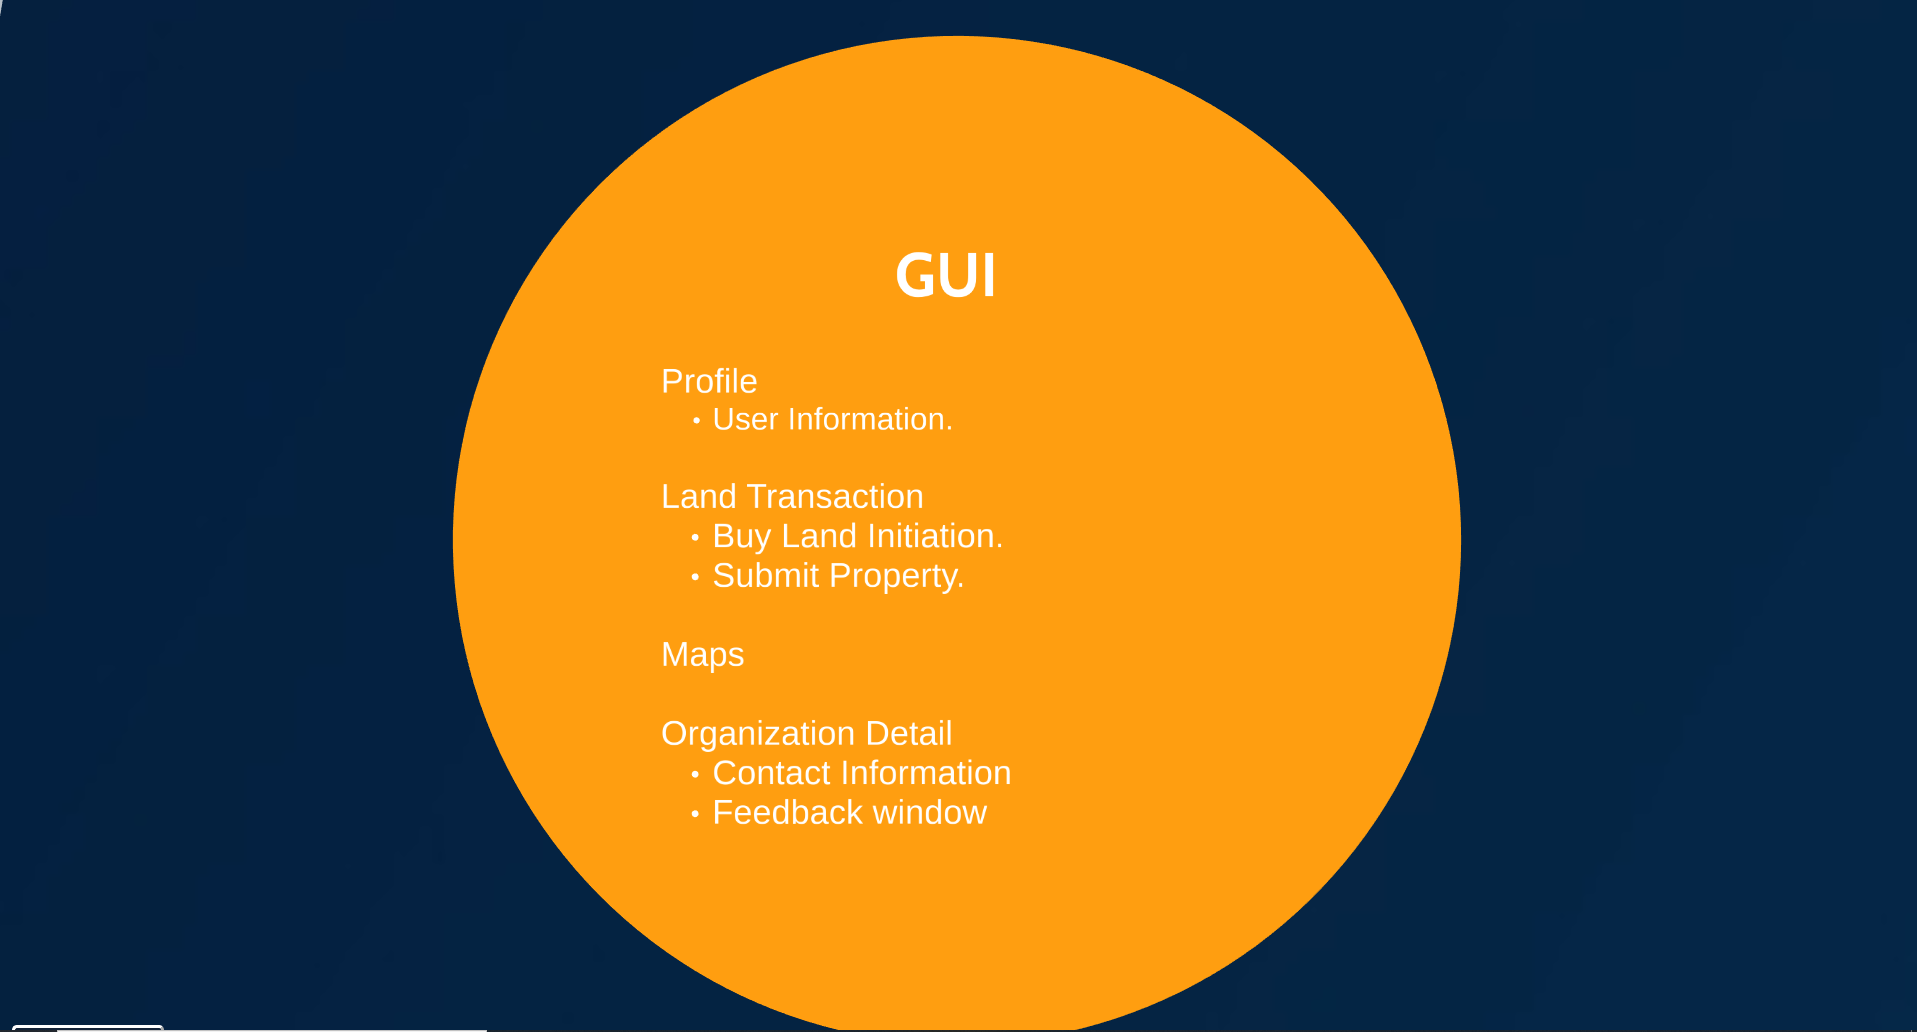 GUI
Profile
• User Information.
Land Transaction
• Buy Land Initiation.
• Submit Property.
Maps
Organization Detail
• Contact Information
• Feedback window